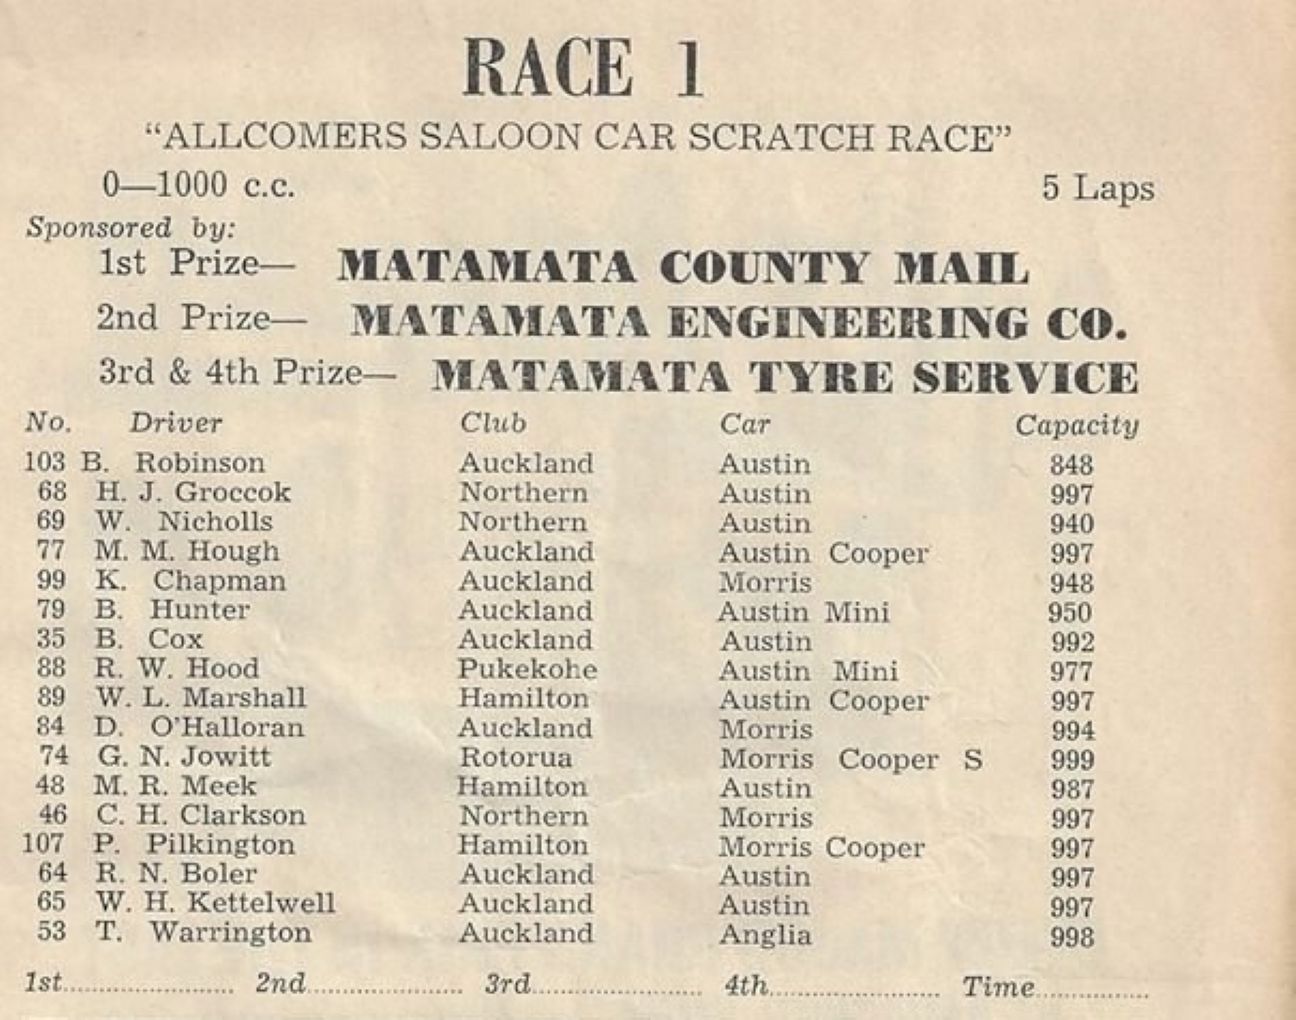 RACE 1
“ALLCOMERS SALOON CAR SCRATCH RACE”
0—1000 c.c. 5 Laps
Sponsored by:
1st Prize— MATAMATA COUNTY MAIL
2nd Prize— MATAMATA ENGINEERING CO.
3rd & 4th Prize— MATAMATA TYRE SERVICE
No. Driver Club Car Capacity
103 B. Robinson Auckland Austin 848
68 H. J. Groccok Northern Austin 997
69 W. Nicholls Northern Austin 940
77 M. M. Hough Auckland Austin Cooper 997
99 K. Chapman Auckland Morris 948
79 B. Hunter Auckland Austin Mini 950
35 B. Cox Auckland Austin 992
88 R. W. Hood Pukekohe Austin Mini 977
89 W. L. Marshall Hamilton Austin Cooper 997
84 D. O'Halloran Auckland Morris 994
74 G. N. Jowitt Rotorua Morris Cooper S 999
48 M. R. Meek Hamilton Austin 987
46 C. H. Clarkson Northern Morris 997
107 P. Pilkington Hamilton Morris Cooper 997
64 R. N. Boler Auckland Austin 997
65 W. H. Kettelwell Auckland Austin 997
53 T. Warrington Auckland Anglia 998
1st.................... 2nd.................... 3rd.................... 4th.................... Time..............